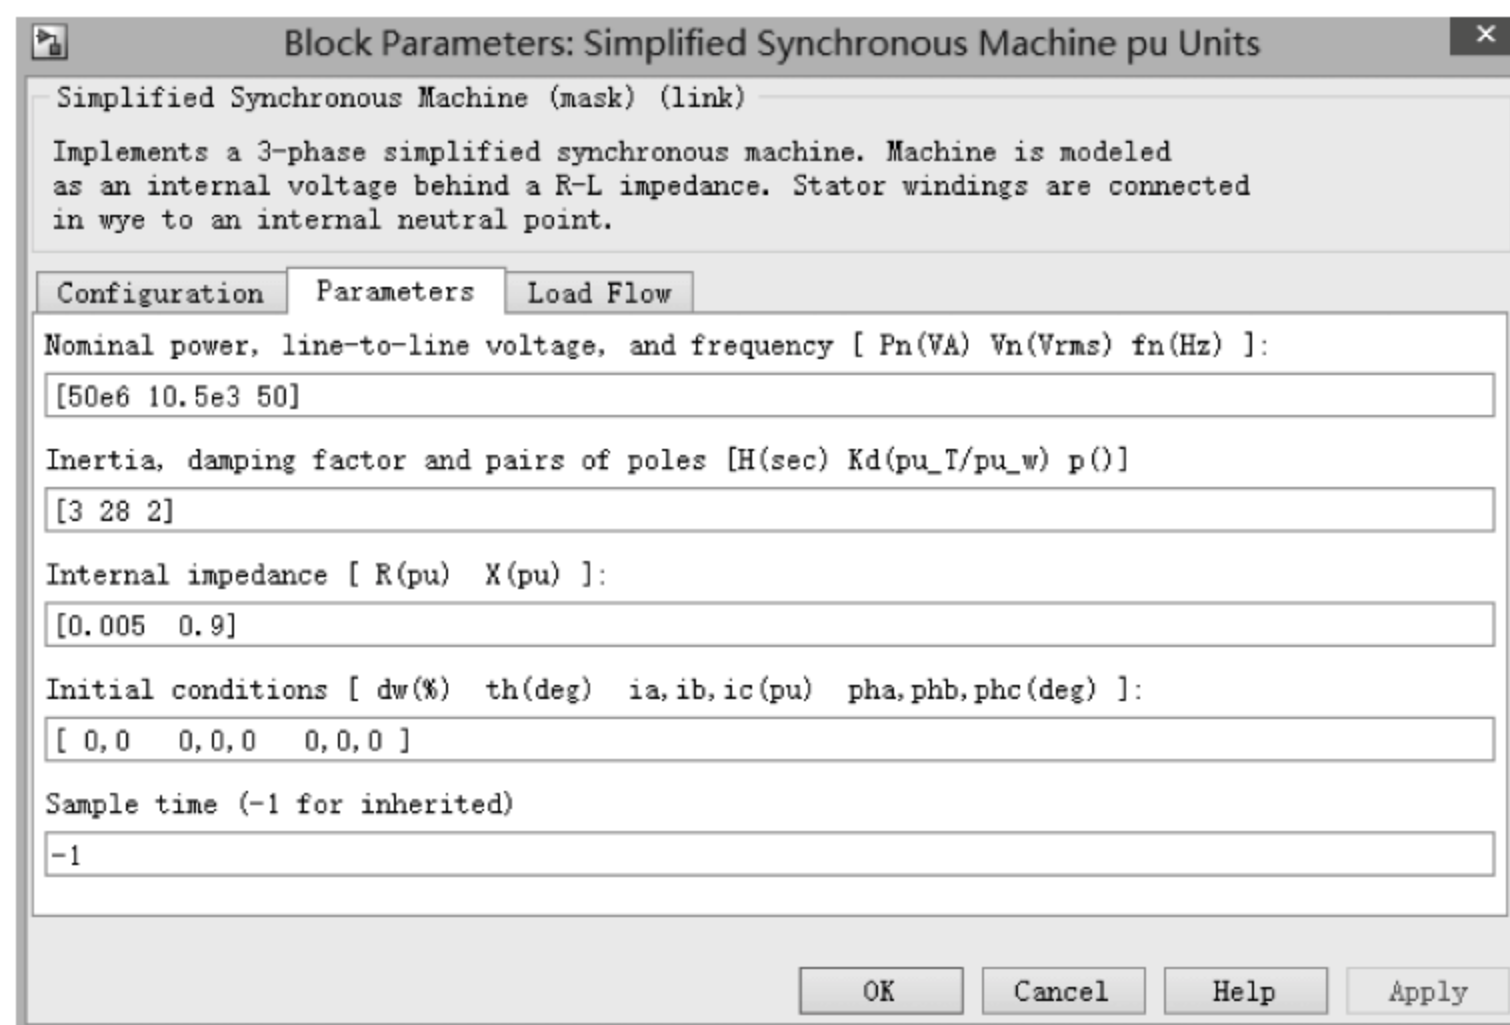 Block Parameters: Simplified Synchronous Machine pu Units
Simplified Synchronous Machine (mask) (link)
Implements a 3-phase simplified synchronous machine. Machine is modeled
as an internal voltage behind a R-L impedance. Stator windings are connected
in wye to an internal neutral point.
Configuration Parameters Load Flow
Nominal power, line-to-line voltage, and frequency [ Pn(VA) Vn(Vrms) fn(Hz) ]:
[50e6 10.5e3 50]
Inertia, damping factor and pairs of poles [H(sec) Kd(pu_T/pu_w) p()]
[3 28 2]
Internal impedance [ R(pu) X(pu) ]:
[0.005 0.9]
Initial conditions [ dw(%) th(deg) ia,ib,ic(pu) pha,phb,phc(deg) ]:
[ 0,0 0,0,0 0,0,0 ]
Sample time (-1 for inherited)
-1
OK Cancel Help Apply